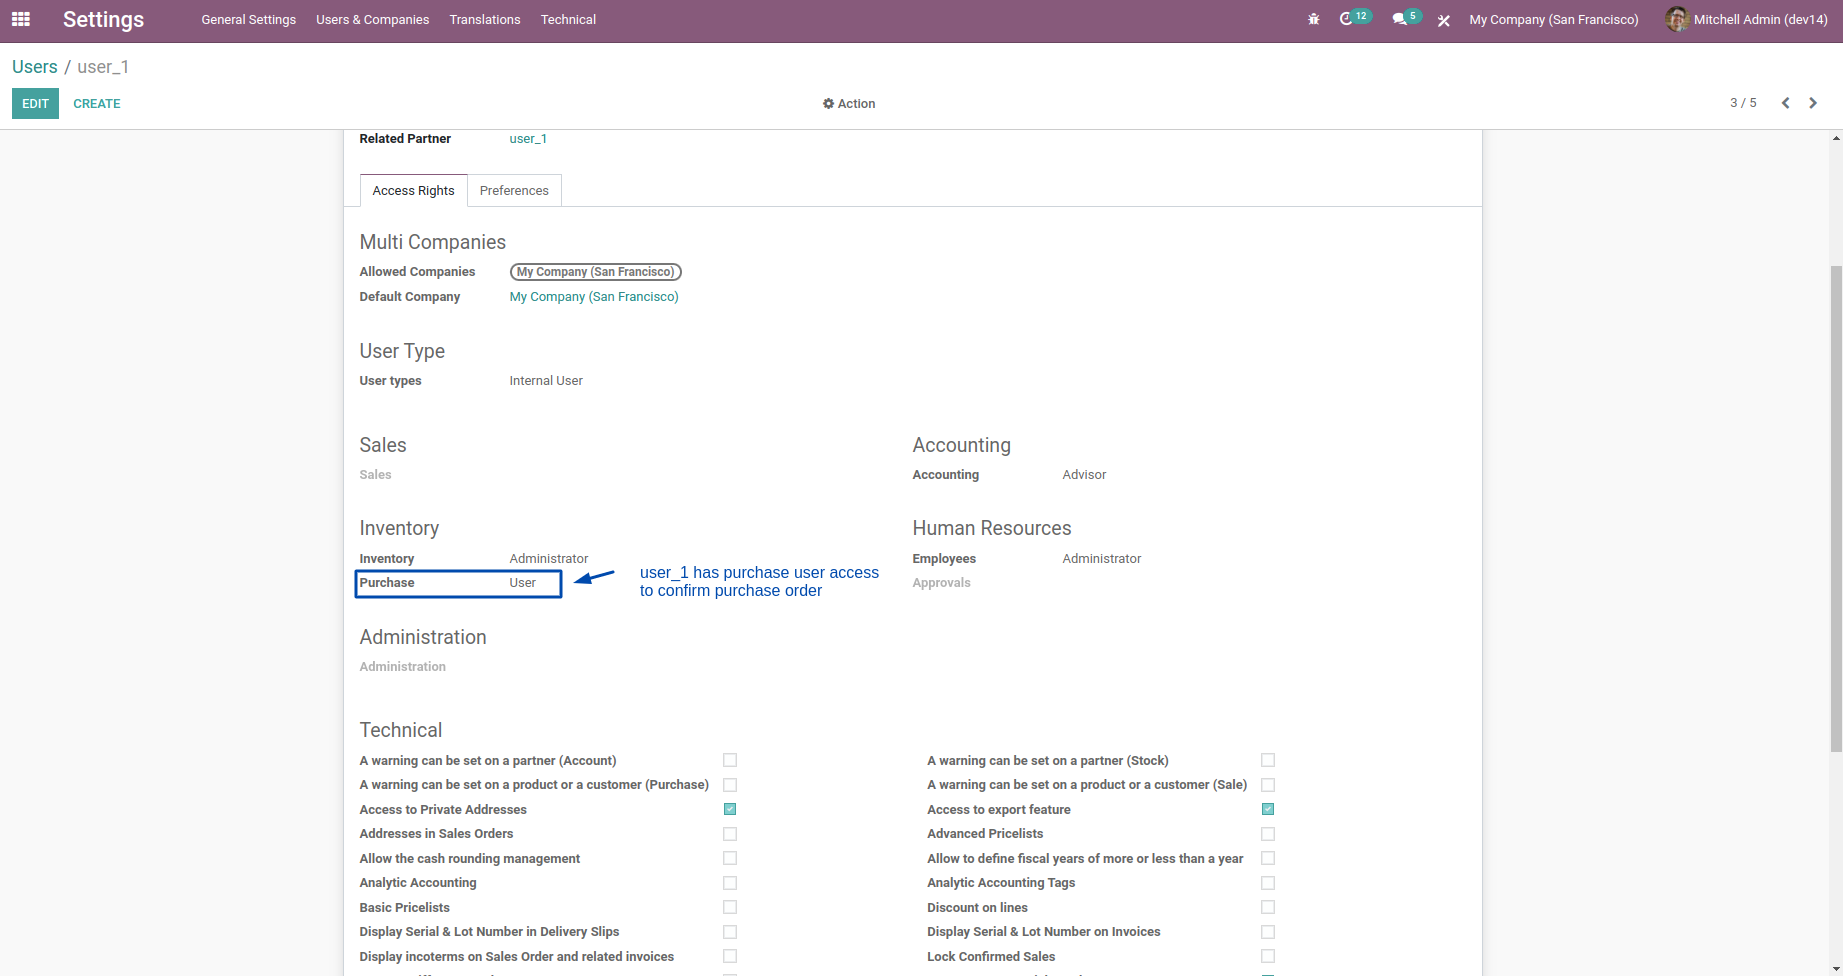 Settings General Settings Users & Companies Translations Technical 12 5 My Company (San Francisco) Mitchell Admin (dev14)
Users / user_1
EDIT CREATE Action 3 / 5
Related Partner user_1
Access Rights Preferences
Multi Companies
Allowed Companies My Company (San Francisco)
Default Company My Company (San Francisco)
User Type
User types Internal User
Sales Accounting
Sales Accounting Advisor
Inventory Human Resources
Inventory Administrator Employees Administrator
Purchase User Approvals
user_1 has purchase user access
to confirm purchase order
Administration
Administration
Technical
A warning can be set on a partner (Account) A warning can be set on a partner (Stock)
A warning can be set on a product or a customer (Purchase) A warning can be set on a product or a customer (Sale)
Access to Private Addresses Access to export feature
Addresses in Sales Orders Advanced Pricelists
Allow the cash rounding management Allow to define fiscal years of more or less than a year
Analytic Accounting Analytic Accounting Tags
Basic Pricelists Discount on lines
Display Serial & Lot Number in Delivery Slips Display Serial & Lot Number on Invoices
Display incoterms on Sales Order and related invoices Lock Confirmed Sales